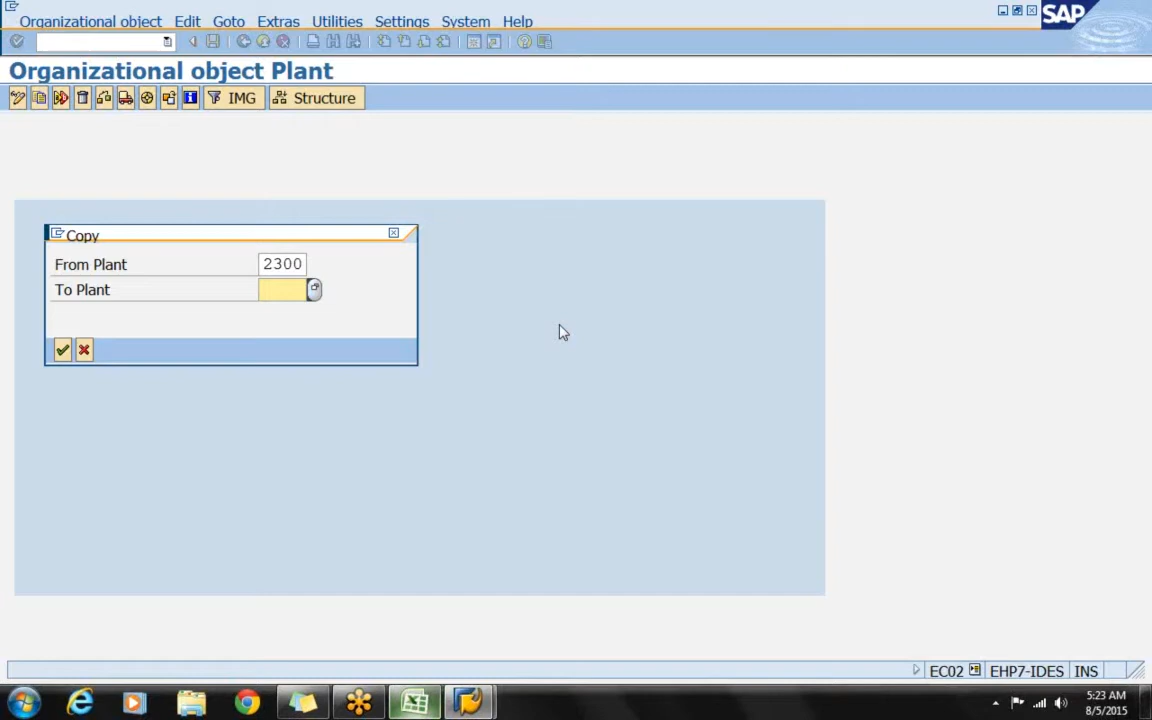 Organizational object Edit Goto Extras Utilities Settings System Help
SAP
Organizational object Plant
IMG Structure
Copy
From Plant 2300
To Plant
EC02 EHP7-IDES INS
5:23 AM
8/5/2015